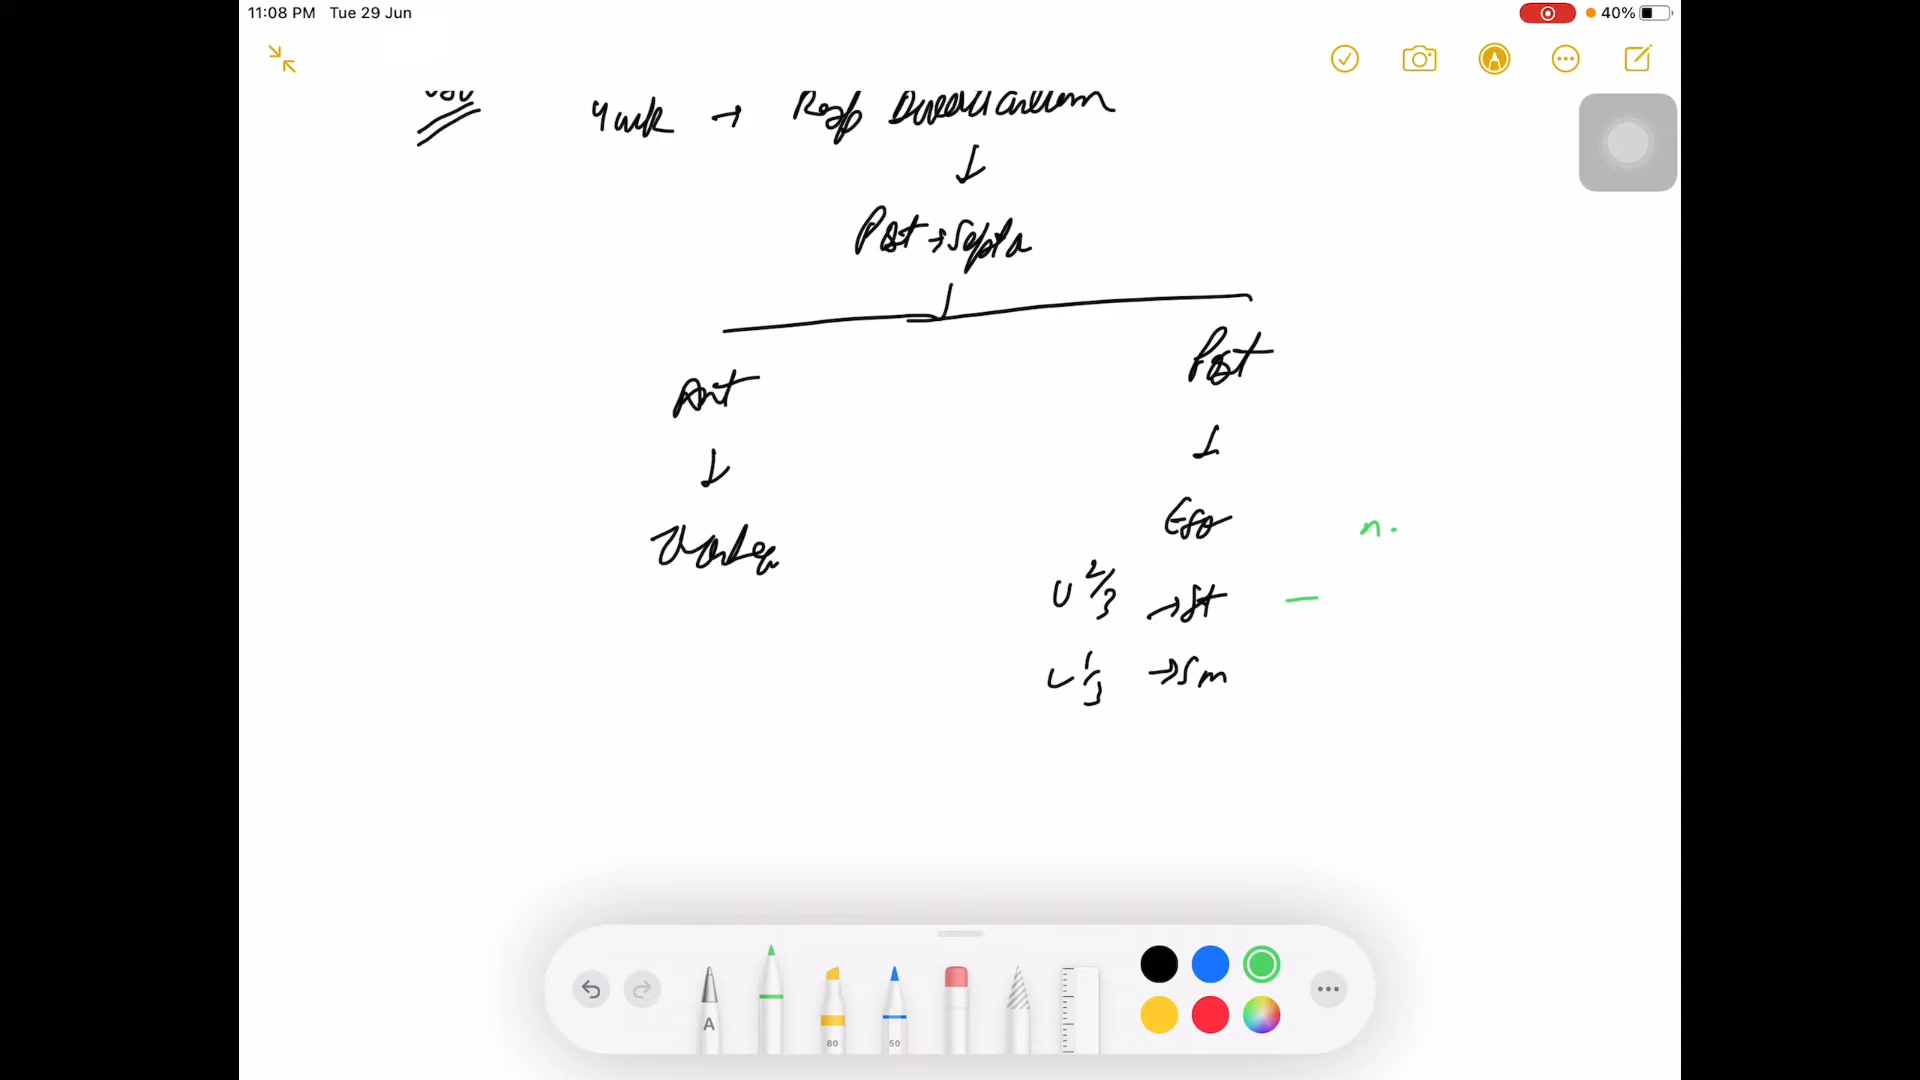 11:08 PM Tue 29 Jun
40%
4 wk → Resp Diverticulum
↓
Post → Septa
Ant
Post
↓
↓
Eso
n.
U 2/3 → St —
L 1/3 → Sm
A
80
50